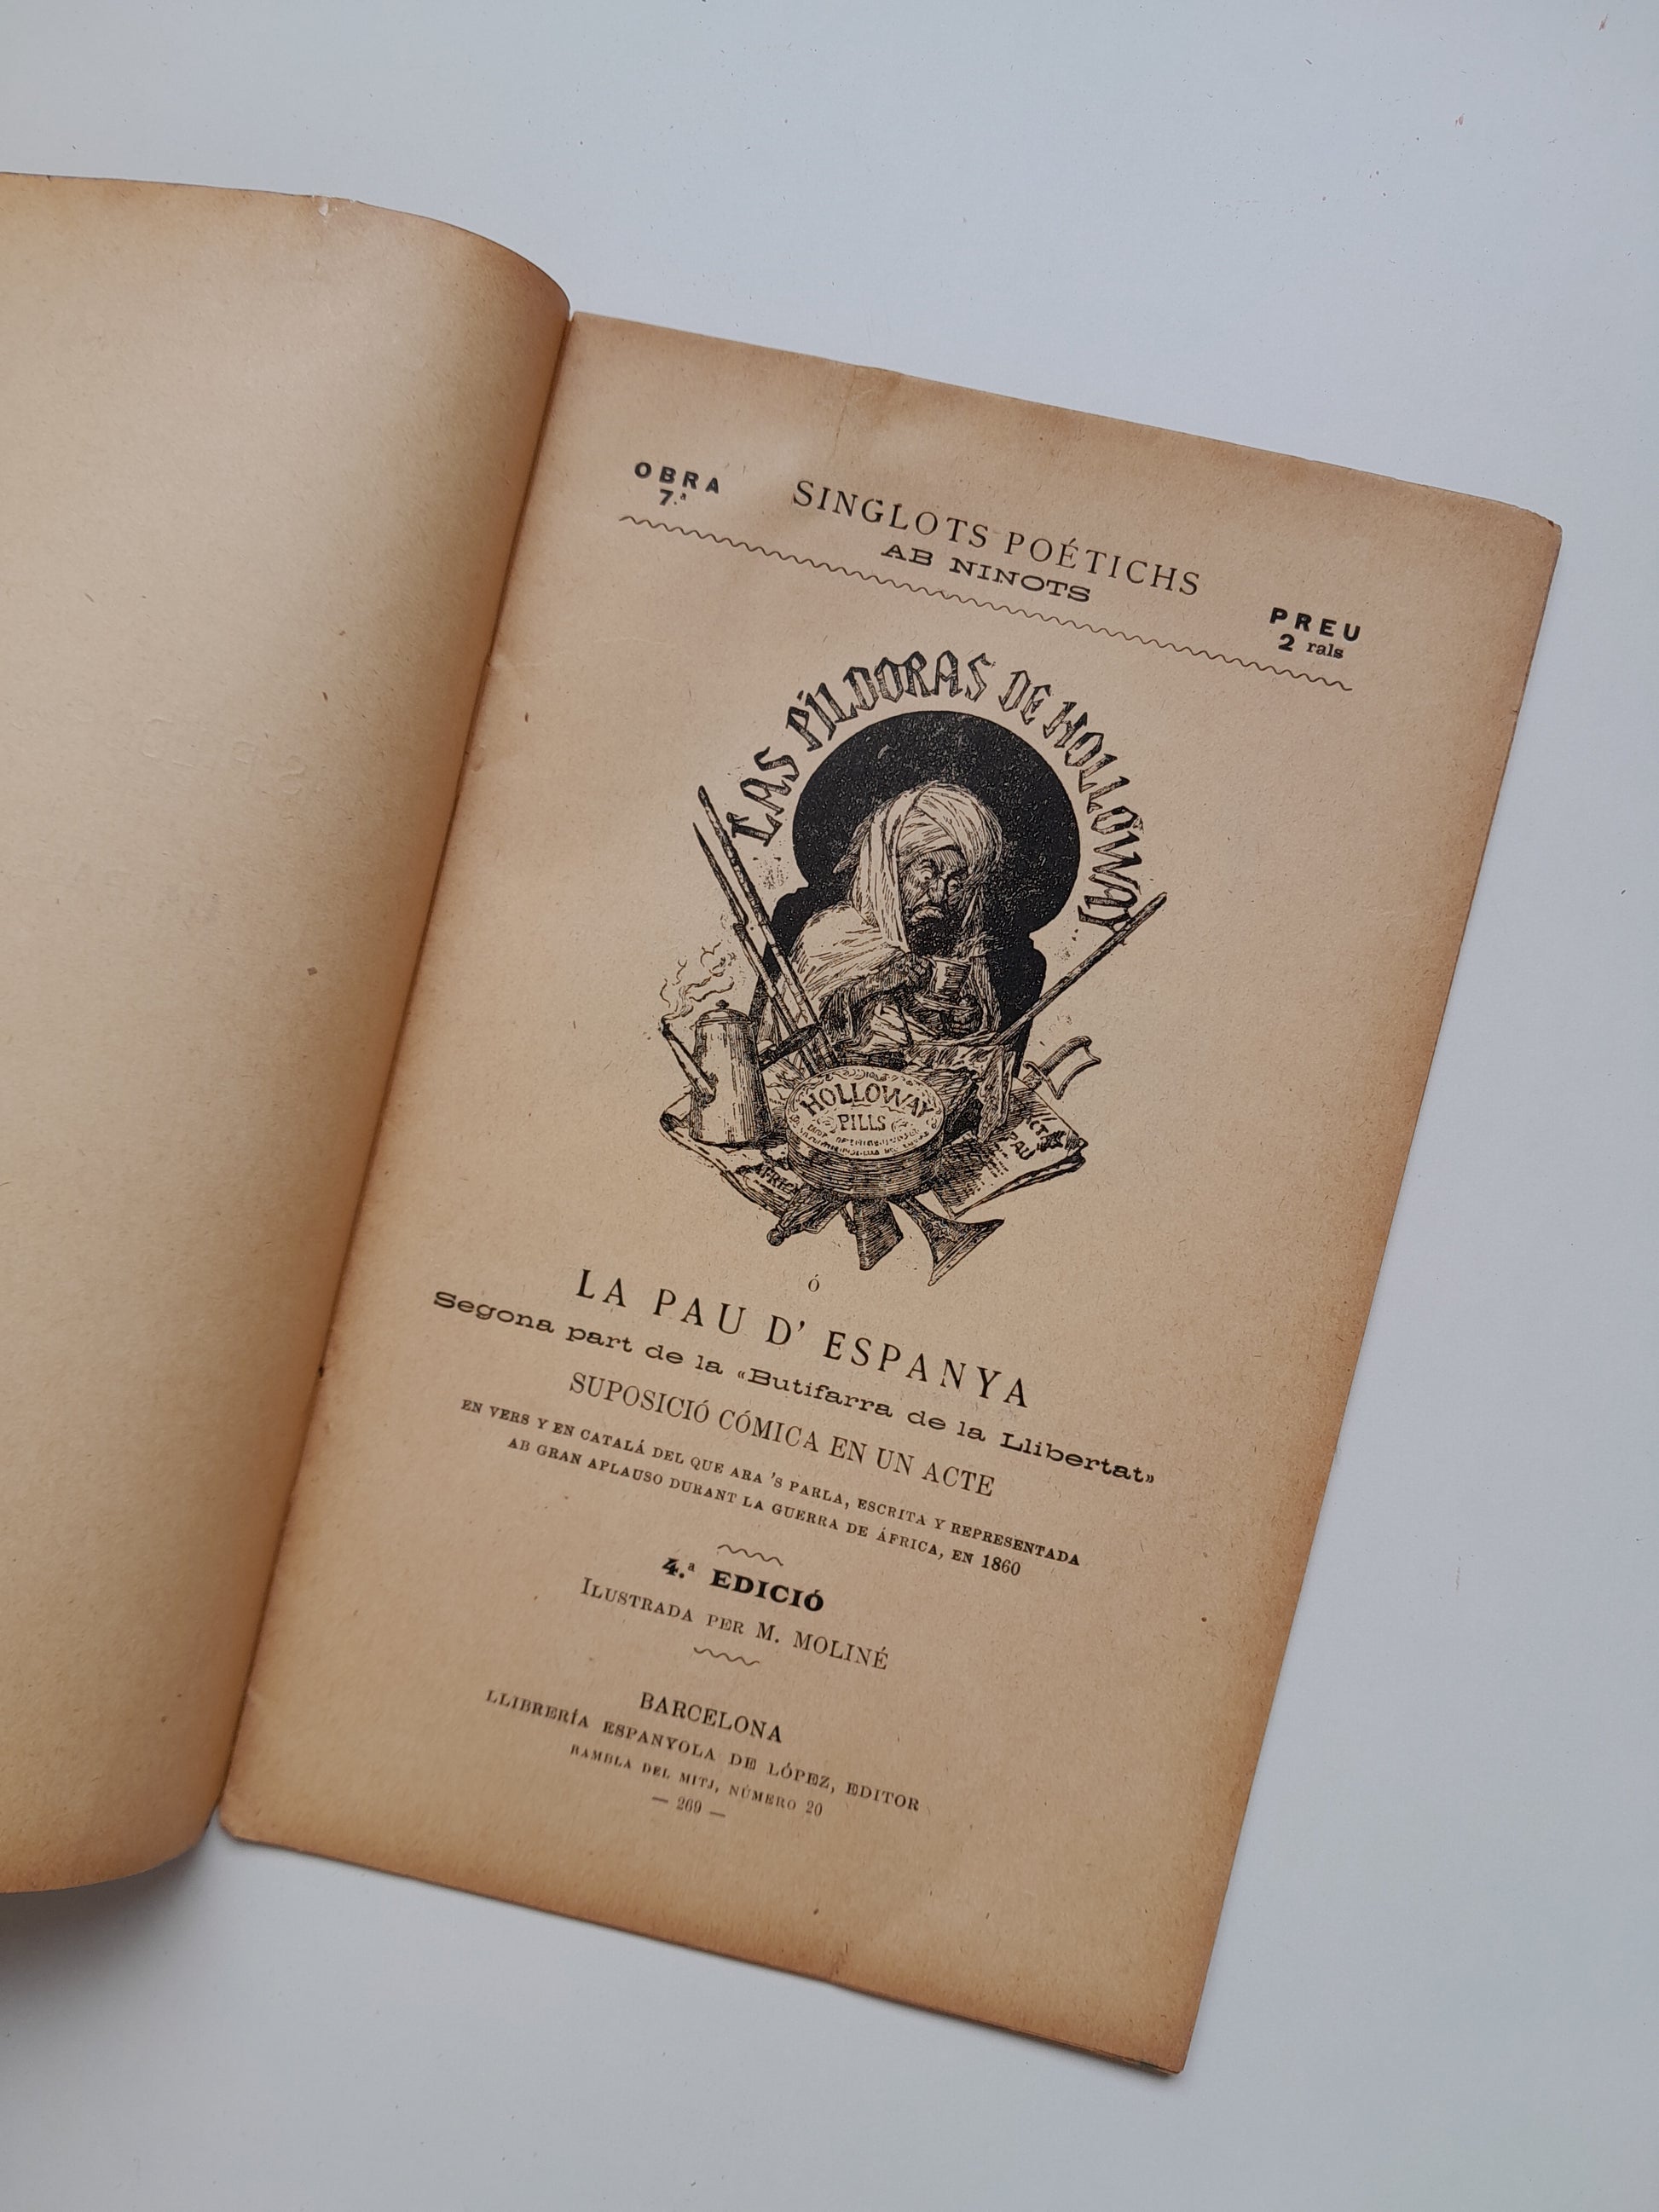 OBRA
7.ª
SINGLOTS POÉTICHS
AB NINOTS
PREU
2 rals
LAS PÍLDORAS DE HOLLOWAY
HOLLOWAY
PILLS
AFRICA
ACTA
PAU
Ó
LA PAU D' ESPANYA
Segona part de la «Butifarra de la Llibertat»
SUPOSICIÓ CÓMICA EN UN ACTE
EN VERS Y EN CATALÁ DEL QUE ARA 'S PARLA, ESCRITA Y REPRESENTADA
AB GRAN APLAUSO DURANT LA GUERRA DE ÁFRICA, EN 1860
4.ª EDICIÓ
ILUSTRADA PER M. MOLINÉ
BARCELONA
LLIBRERÍA ESPANYOLA DE LÓPEZ, EDITOR
RAMBLA DEL MITJ, NÚMERO 20
— 269 —